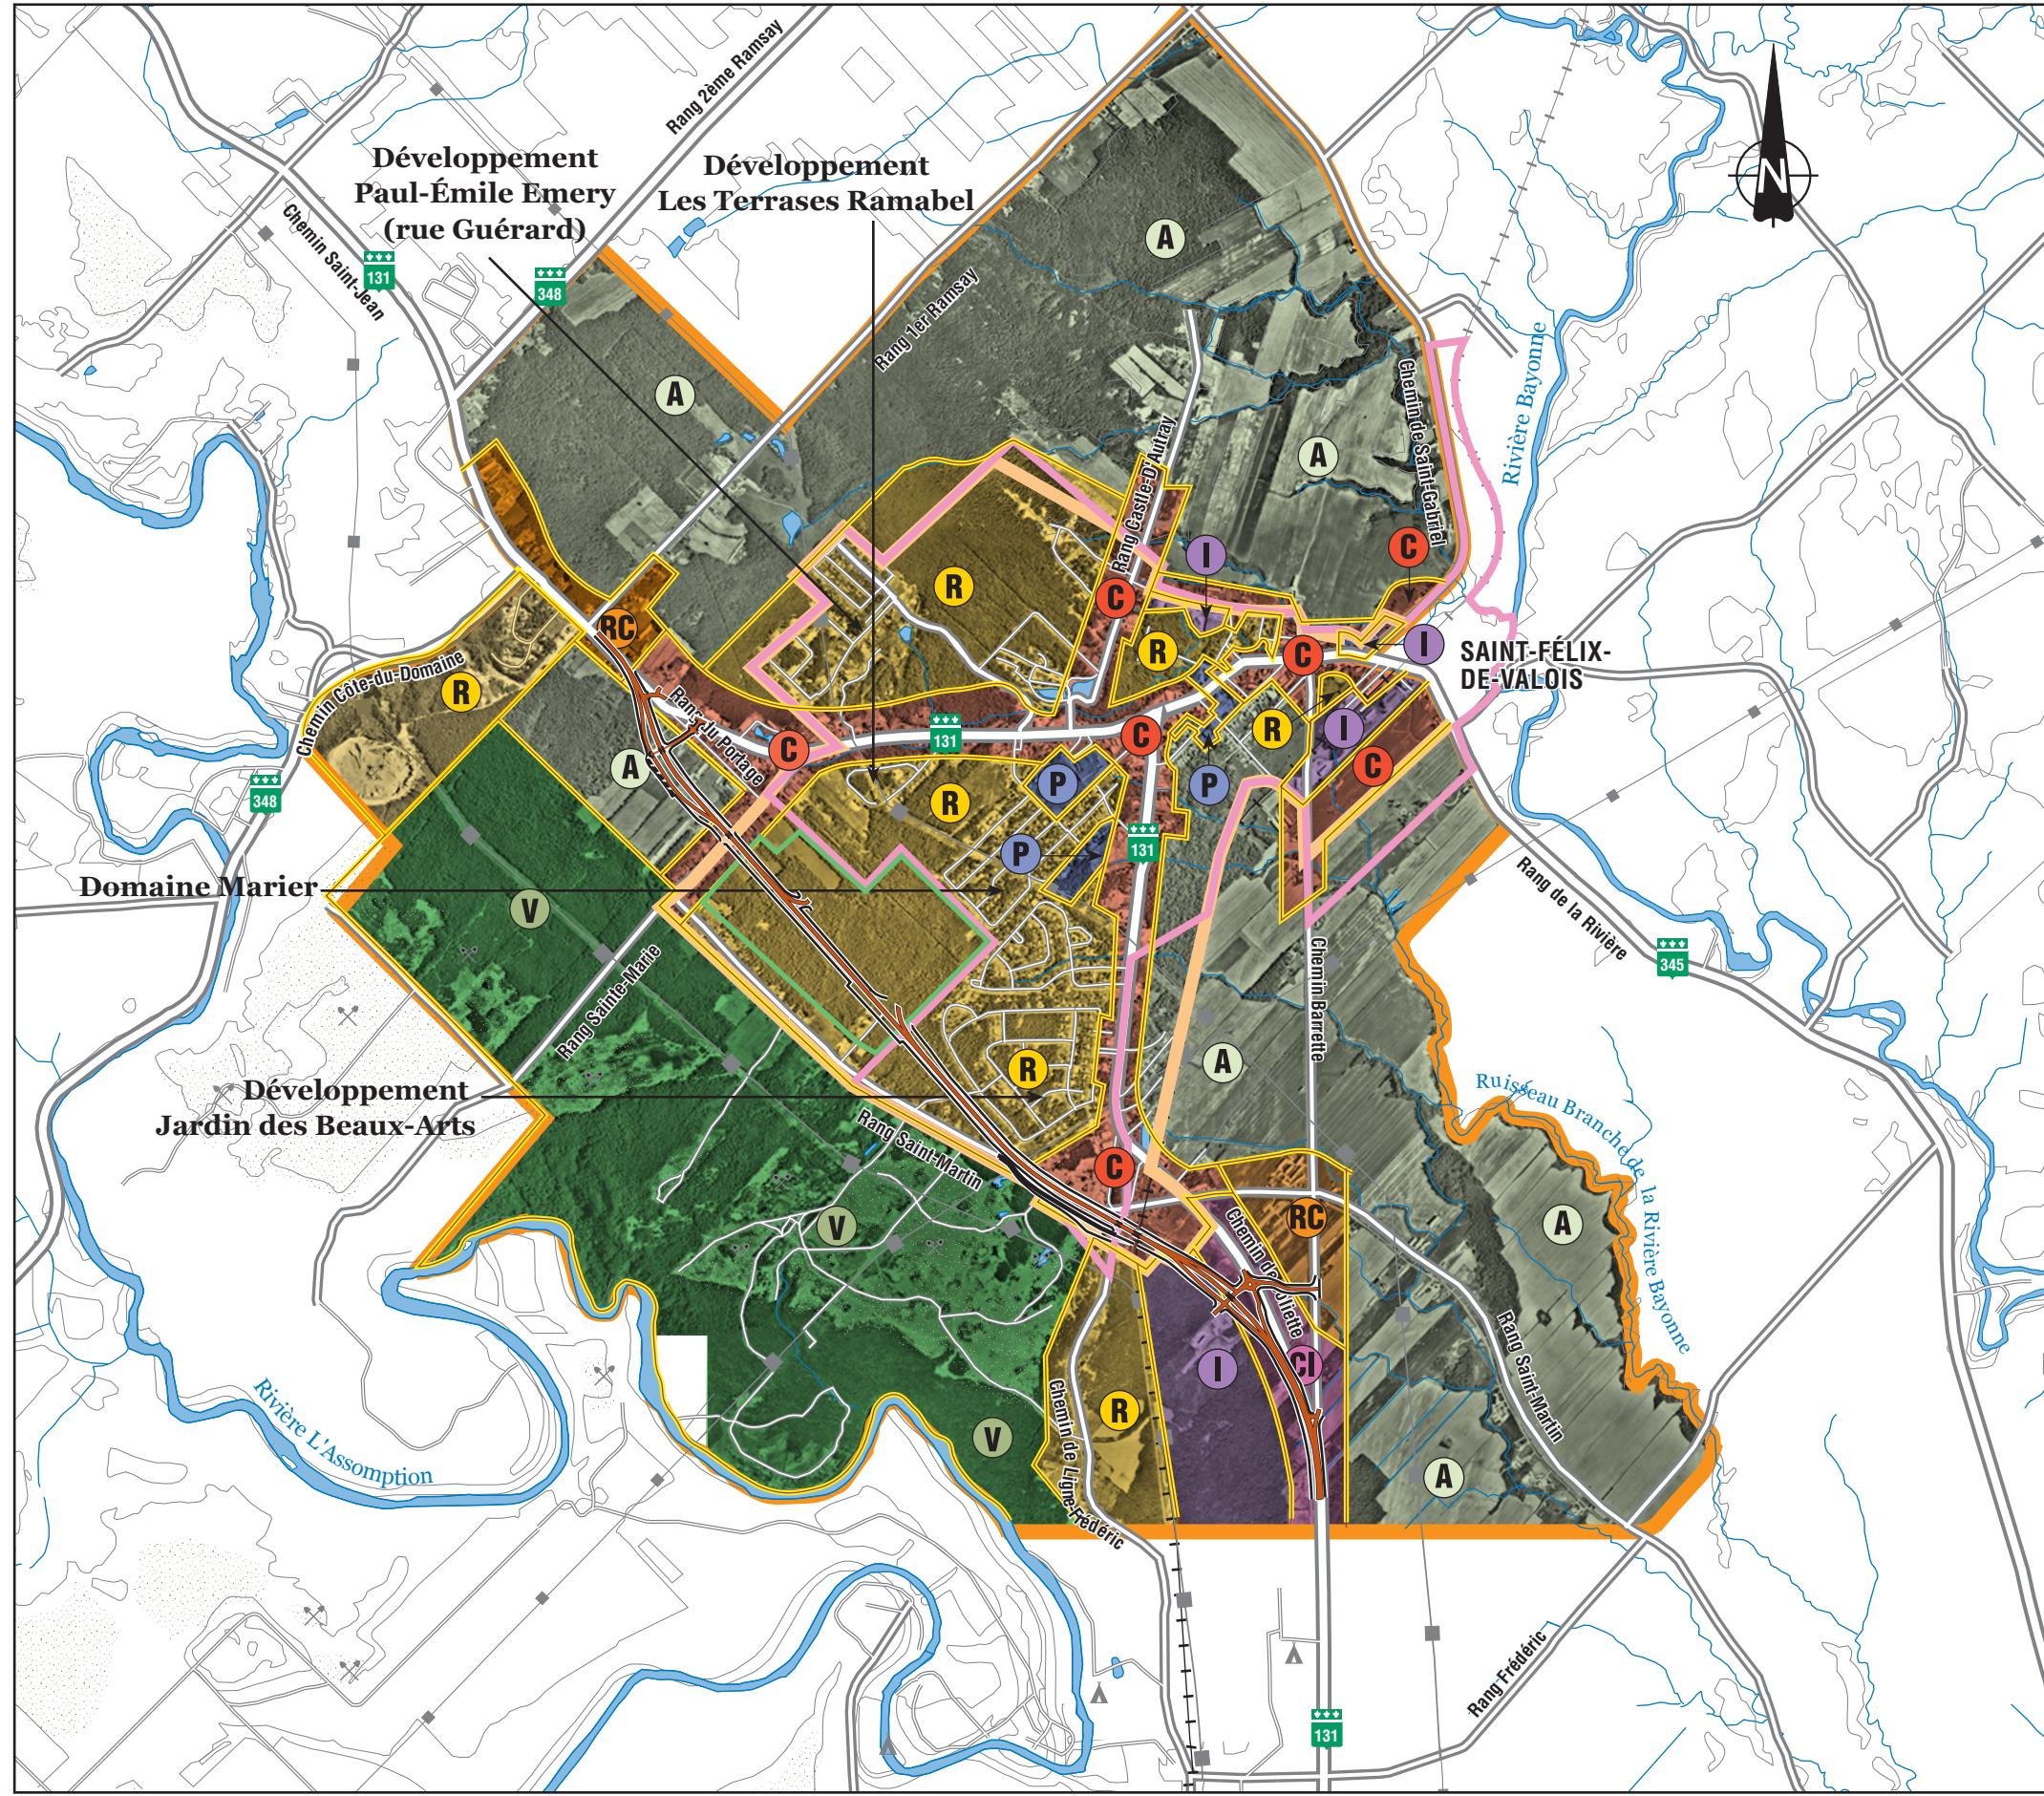 Rang 2ème Ramsay
Développement
Paul-Émile Emery
(rue Guérard)
Développement
Les Terrases Ramabel
N
Chemin Saint-Jean
131
348
A
Rang 1er Ramsay
A
Rivière Bayonne
Chemin de Saint-Gabriel
A
Rang Castle-D'Autray
I
C
R
C
RC
R
C
I
SAINT-FÉLIX-
DE-VALOIS
Chemin Côte-du-Domaine
R
Rang du Portage
131
C
C
R
I
A
C
P
P
348
R
P
131
C
Domaine Marier
V
Rang de la Rivière
345
Rang Sainte-Marie
Chemin Barrette
Développement
Jardin des Beaux-Arts
R
A
Ruisseau Branche de la Rivière Bayonne
Rang Saint-Martin
C
V
RC
A
Chemin de Joliette
I
CI
Rang Saint-Martin
R
V
A
Chemin de Ligne-Frédéric
Rivière L'Assomption
Rang Frédéric
131